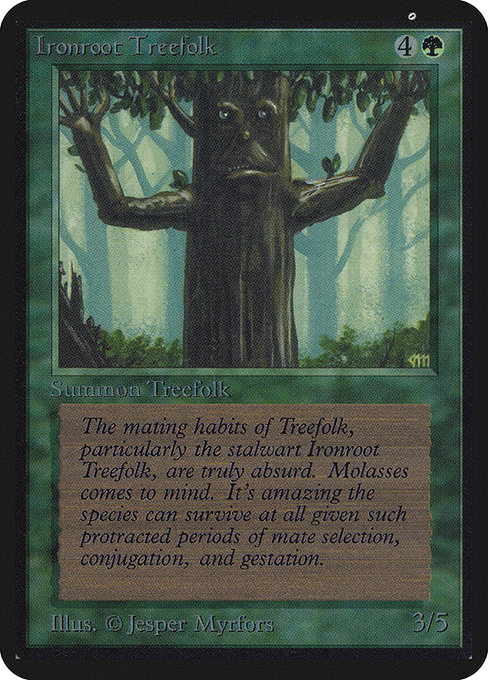 Ironroot Treefolk 4
JM
Summon Treefolk
The mating habits of Treefolk,
particularly the stalwart Ironroot
Treefolk, are truly absurd. Molasses
comes to mind. It's amazing the
species can survive at all given such
protracted periods of mate selection,
conjugation, and gestation.
Illus. © Jesper Myrfors 3/5